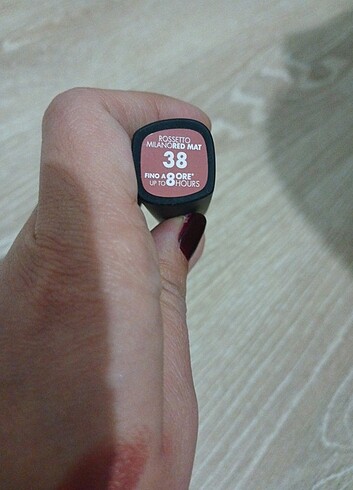 ROSSETTO
MILANORED MAT
38
FINO A 8 ORE*
UP TO 8 HOURS